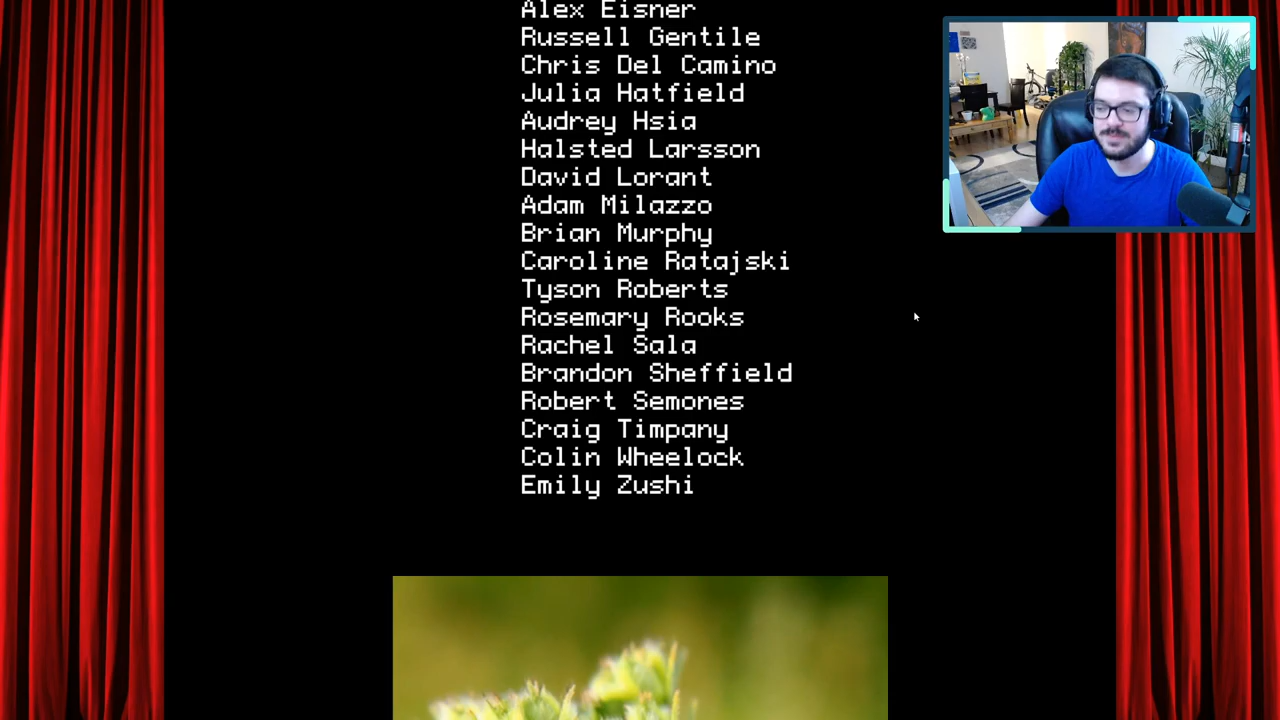 Alex Eisner
Russell Gentile
Chris Del Camino
Julia Hatfield
Audrey Hsia
Halsted Larsson
David Lorant
Adam Milazzo
Brian Murphy
Caroline Ratajski
Tyson Roberts
Rosemary Rooks
Rachel Sala
Brandon Sheffield
Robert Semones
Craig Timpany
Colin Wheelock
Emily Zushi